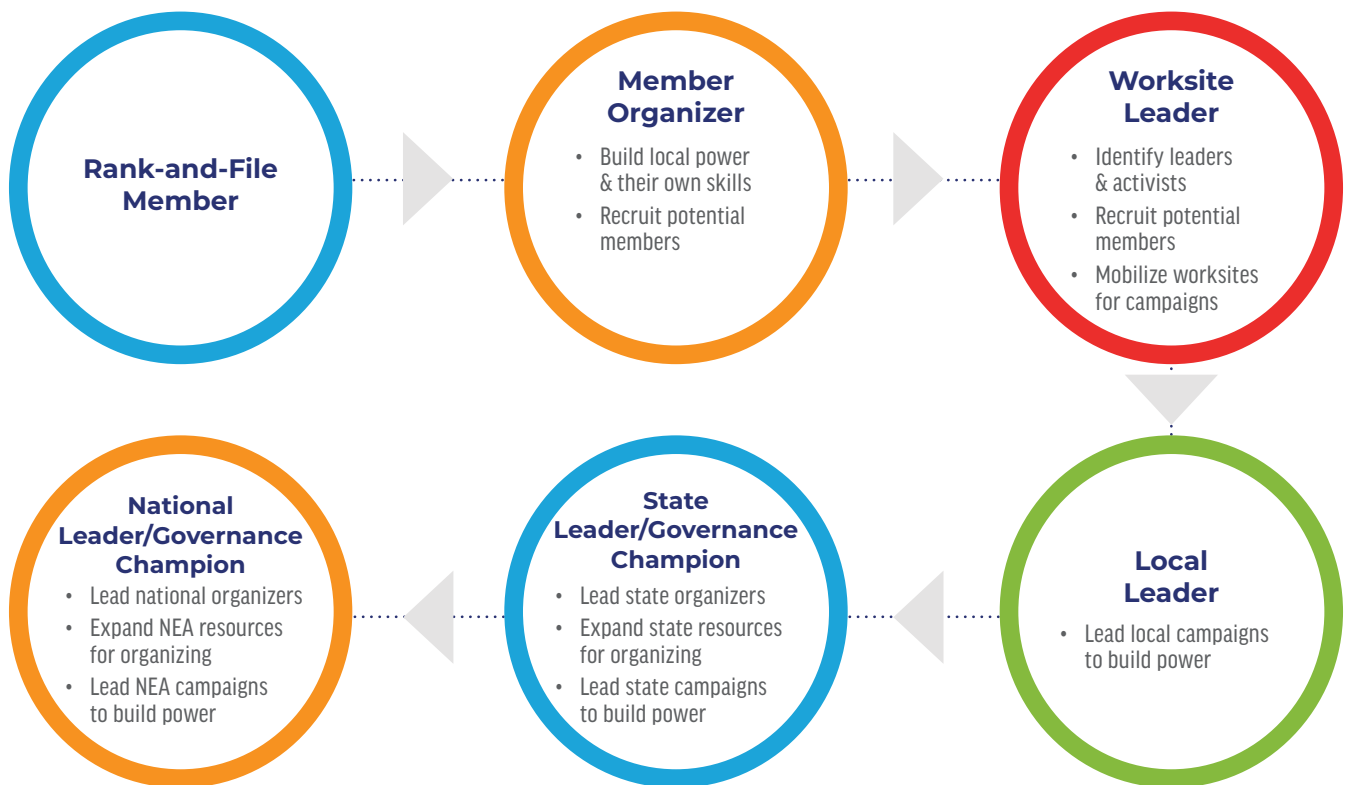 Rank-and-File
Member
Member
Organizer
• Build local power
& their own skills
• Recruit potential
members
Worksite
Leader
• Identify leaders
& activists
• Recruit potential
members
• Mobilize worksites
for campaigns
Local
Leader
• Lead local campaigns
to build power
State
Leader/Governance
Champion
• Lead state organizers
• Expand state resources
for organizing
• Lead state campaigns
to build power
National
Leader/Governance
Champion
• Lead national organizers
• Expand NEA resources
for organizing
• Lead NEA campaigns
to build power